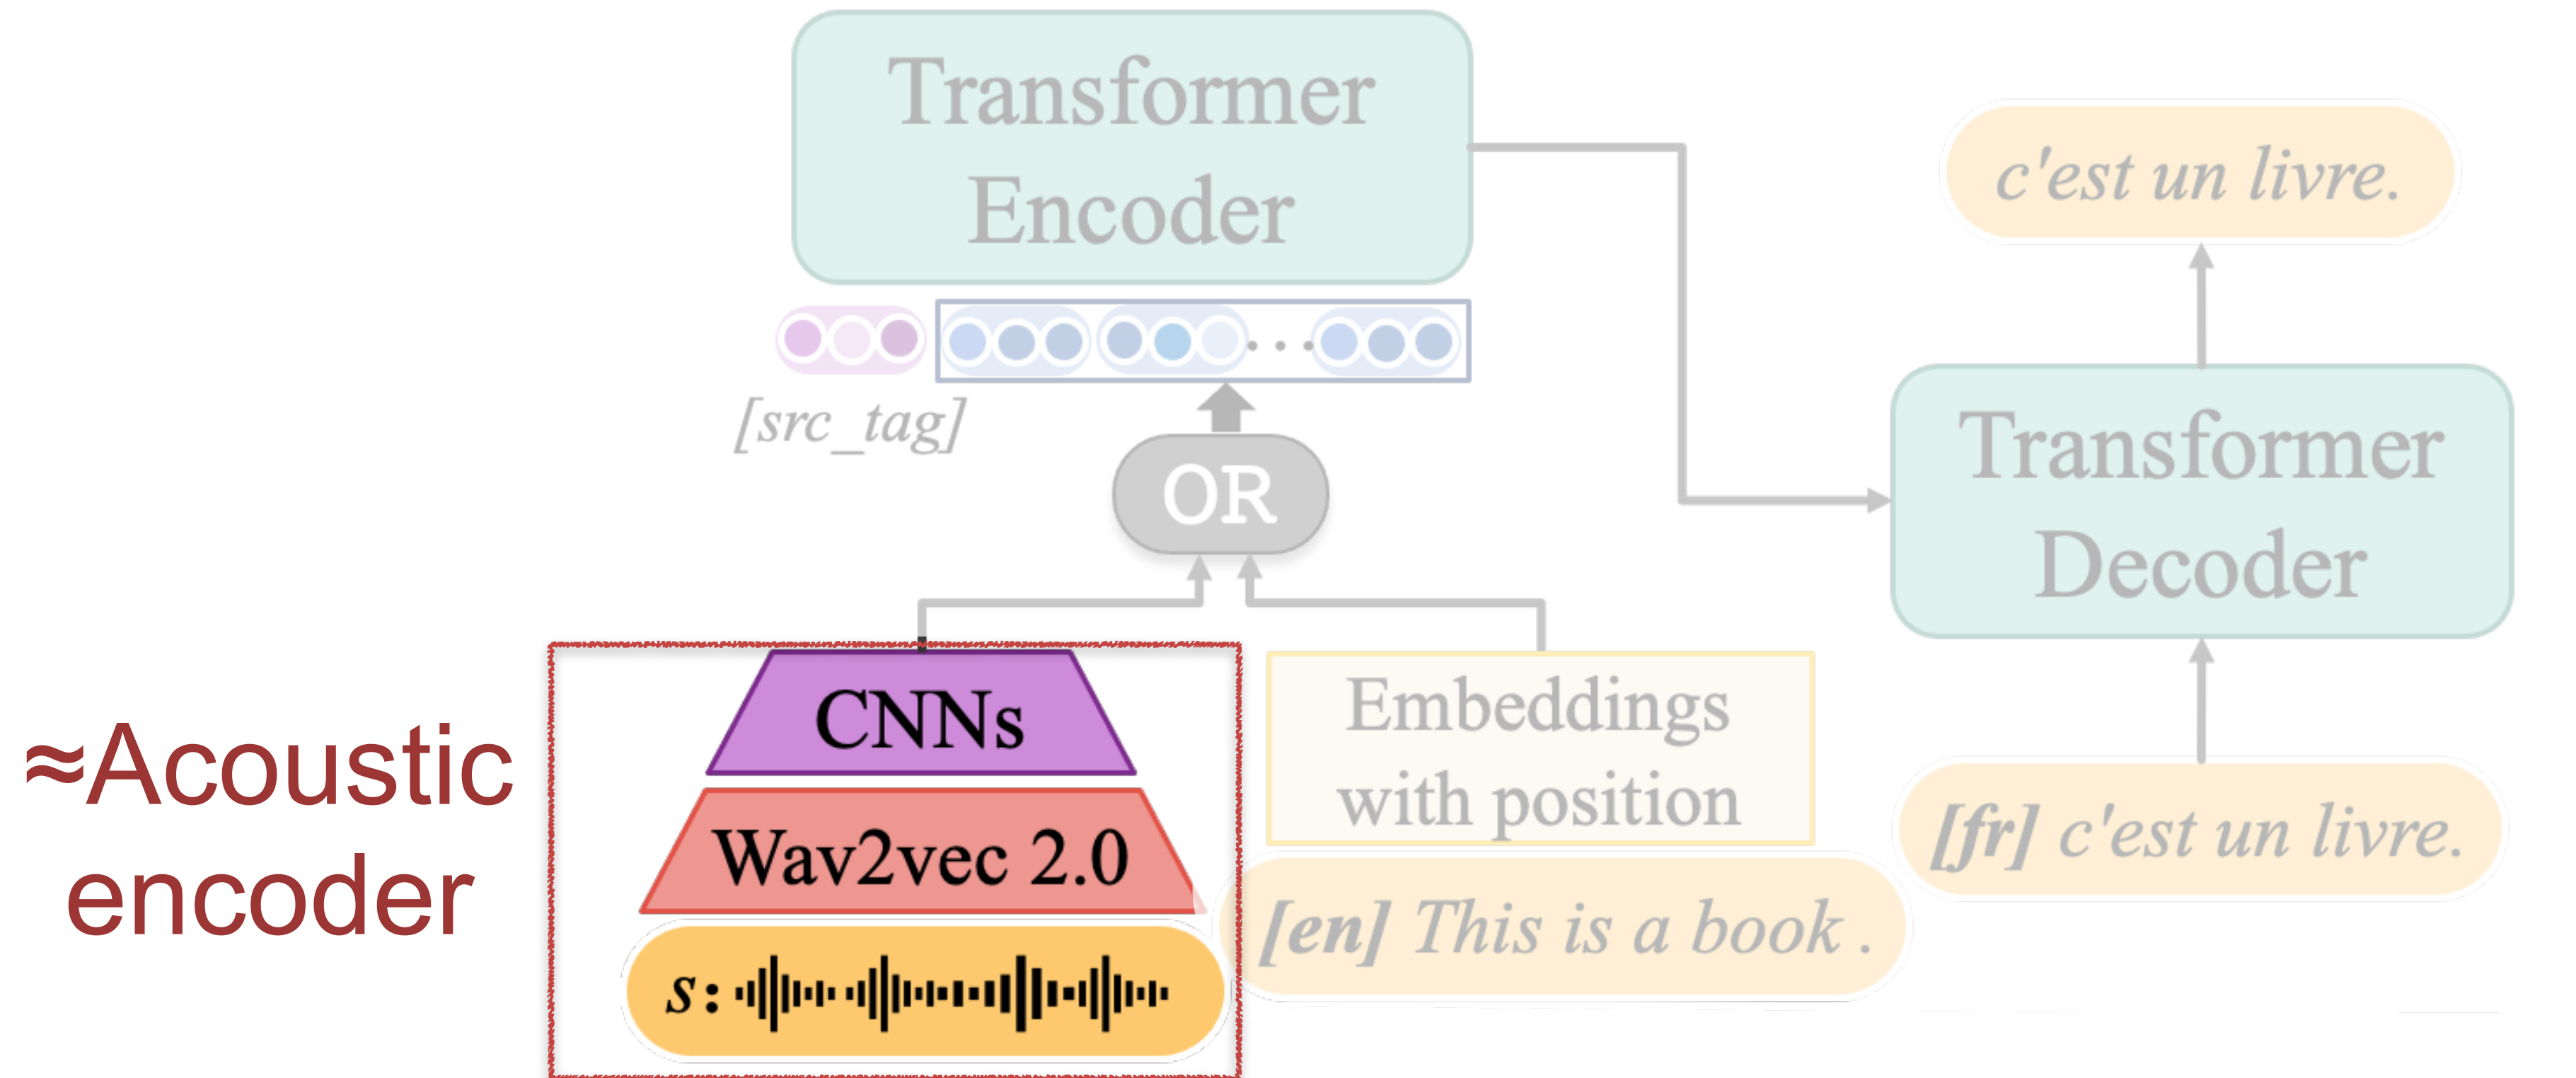 Transformer
Encoder
c'est un livre.
[src_tag]
OR
Transformer
Decoder
CNNs
Wav2vec 2.0
s:
≈Acoustic
encoder
Embeddings
with position
[en] This is a book .
[fr] c'est un livre.